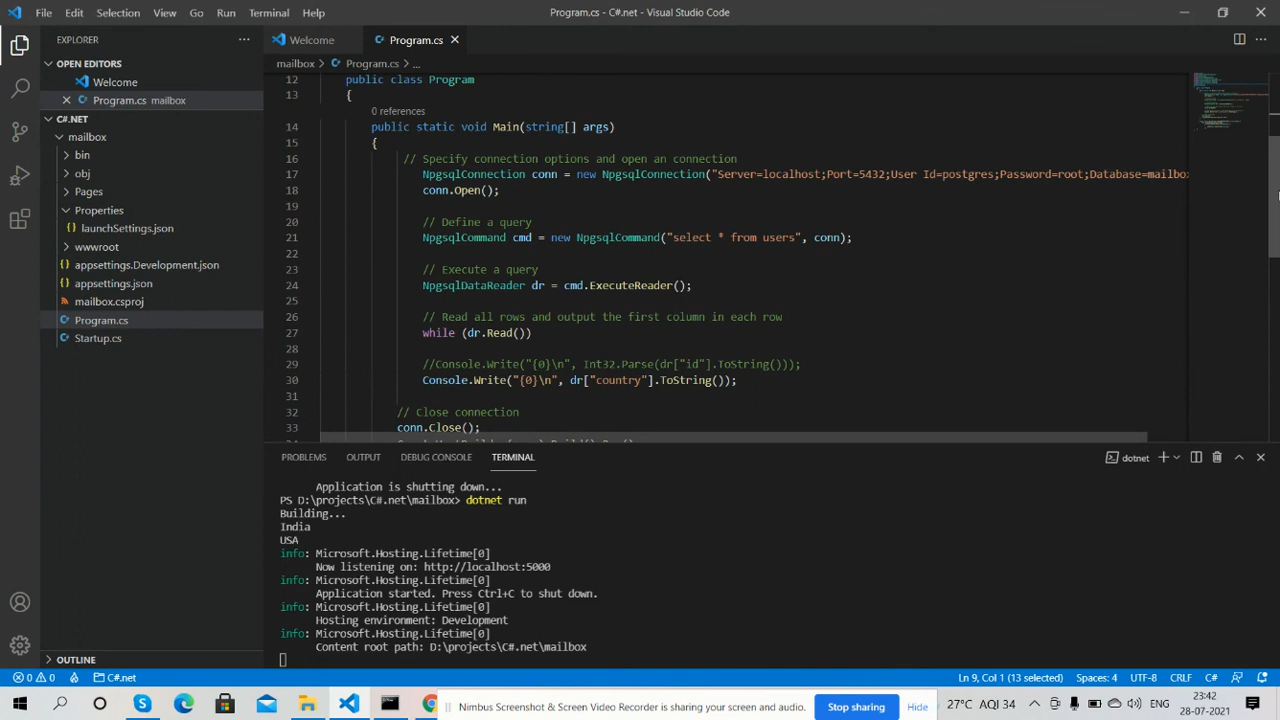 File Edit Selection View Go Run Terminal Help Program.cs - C#.net - Visual Studio Code
EXPLORER
OPEN EDITORS
Welcome
Program.cs mailbox
C#.NET
mailbox
bin
obj
Pages
Properties
launchSettings.json
wwwroot
appsettings.Development.json
appsettings.json
mailbox.csproj
Program.cs
Startup.cs
OUTLINE
Welcome Program.cs
mailbox > Program.cs > ...
12 public class Program
13 {
0 references
14 public static void Main(string[] args)
15 {
16 // Specify connection options and open an connection
17 NpgsqlConnection conn = new NpgsqlConnection("Server=localhost;Port=5432;User Id=postgres;Password=root;Database=mailbox
18 conn.Open();
19
20 // Define a query
21 NpgsqlCommand cmd = new NpgsqlCommand("select * from users", conn);
22
23 // Execute a query
24 NpgsqlDataReader dr = cmd.ExecuteReader();
25
26 // Read all rows and output the first column in each row
27 while (dr.Read())
28
29 //Console.Write("{0}\n", Int32.Parse(dr["id"].ToString()));
30 Console.Write("{0}\n", dr["country"].ToString());
31
32 // Close connection
33 conn.Close();
PROBLEMS OUTPUT DEBUG CONSOLE TERMINAL dotnet
Application is shutting down...
PS D:\projects\C#.net\mailbox> dotnet run
Building...
India
USA
info: Microsoft.Hosting.Lifetime[0]
Now listening on: http://localhost:5000
info: Microsoft.Hosting.Lifetime[0]
Application started. Press Ctrl+C to shut down.
info: Microsoft.Hosting.Lifetime[0]
Hosting environment: Development
info: Microsoft.Hosting.Lifetime[0]
Content root path: D:\projects\C#.net\mailbox
0 0 C#.net Ln 9, Col 1 (13 selected) Spaces: 4 UTF-8 CRLF C#
Nimbus Screenshot & Screen Video Recorder is sharing your screen and audio. Stop sharing Hide
27°C AQI 34 ENG 23:42
28-07-2021